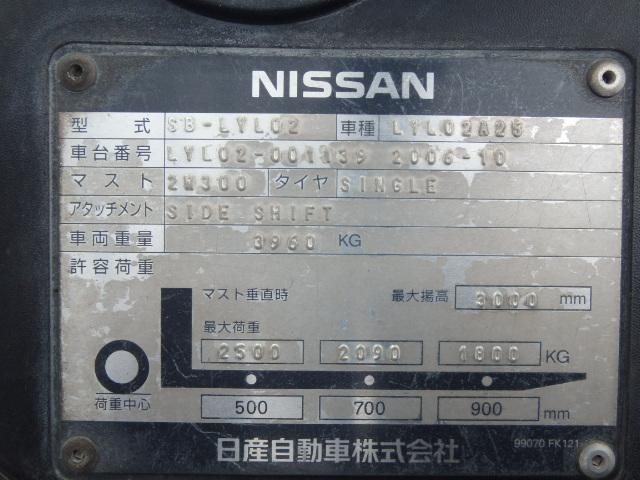 NISSAN
型 式 SB-LYL02 車種 LYL02A25
車台番号 LYL02-001139 2006-10
マスト 2W300 タイヤ SINGLE
アタッチメント SIDE SHIFT
車両重量 3960 KG
許容荷重
マスト垂直時 最大揚高 3000 mm
最大荷重
2500 2090 1800 KG
荷重中心 500 700 900 mm
日産自動車株式会社 99070 FK121